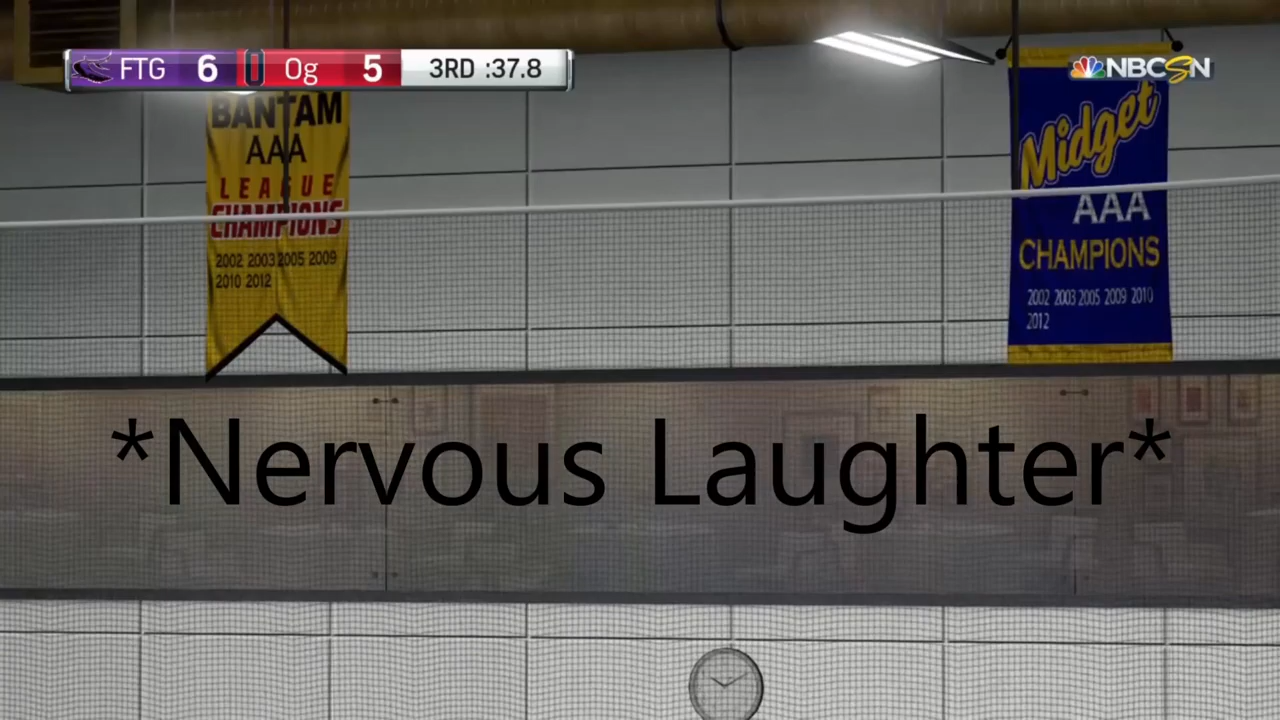 FTG 6 Og 5 3RD :37.8
NBCSN
BANTAM
AAA
LEAGUE
CHAMPIONS
2002 2003 2005 2009
2010 2012
Midget
AAA
CHAMPIONS
2002 2003 2005 2009 2010
2012
*Nervous Laughter*